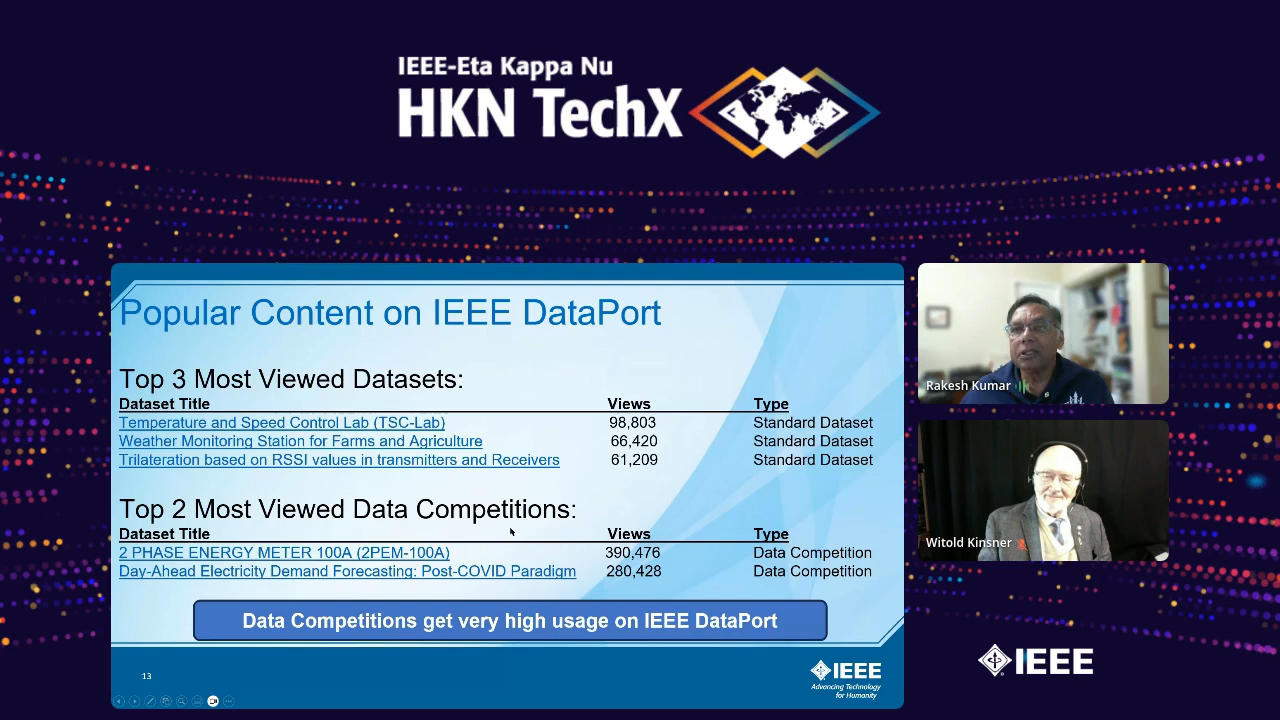 IEEE-Eta Kappa Nu
HKN TechX
Popular Content on IEEE DataPort
Top 3 Most Viewed Datasets:
Dataset Title Views Type
Temperature and Speed Control Lab (TSC-Lab) 98,803 Standard Dataset
Weather Monitoring Station for Farms and Agriculture 66,420 Standard Dataset
Trilateration based on RSSI values in transmitters and Receivers 61,209 Standard Dataset
Top 2 Most Viewed Data Competitions:
Dataset Title Views Type
2 PHASE ENERGY METER 100A (2PEM-100A) 390,476 Data Competition
Day-Ahead Electricity Demand Forecasting: Post-COVID Paradigm 280,428 Data Competition
Data Competitions get very high usage on IEEE DataPort
13
IEEE
Advancing Technology
for Humanity
Rakesh Kumar
Witold Kinsner
IEEE